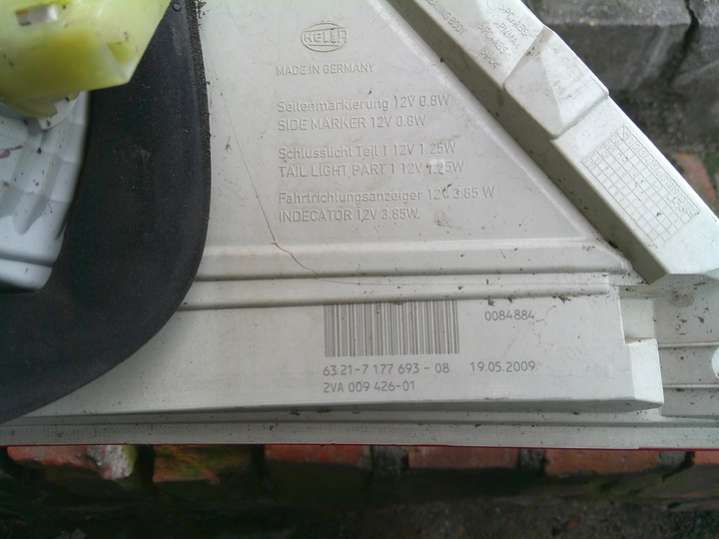 HELLA
MADE IN GERMANY
Seitenmarkierung 12V 0.8W
SIDE MARKER 12V 0.8W
Schlusslicht Teil 1 12V 1.25W
TAIL LIGHT PART 1 12V 1.25W
Fahrtrichtungsanzeiger 12V 3.85 W
INDECATOR 12V 3.85W
0084884
63.21-7 177 693 - 08 19.05.2009
2VA 009 426-01